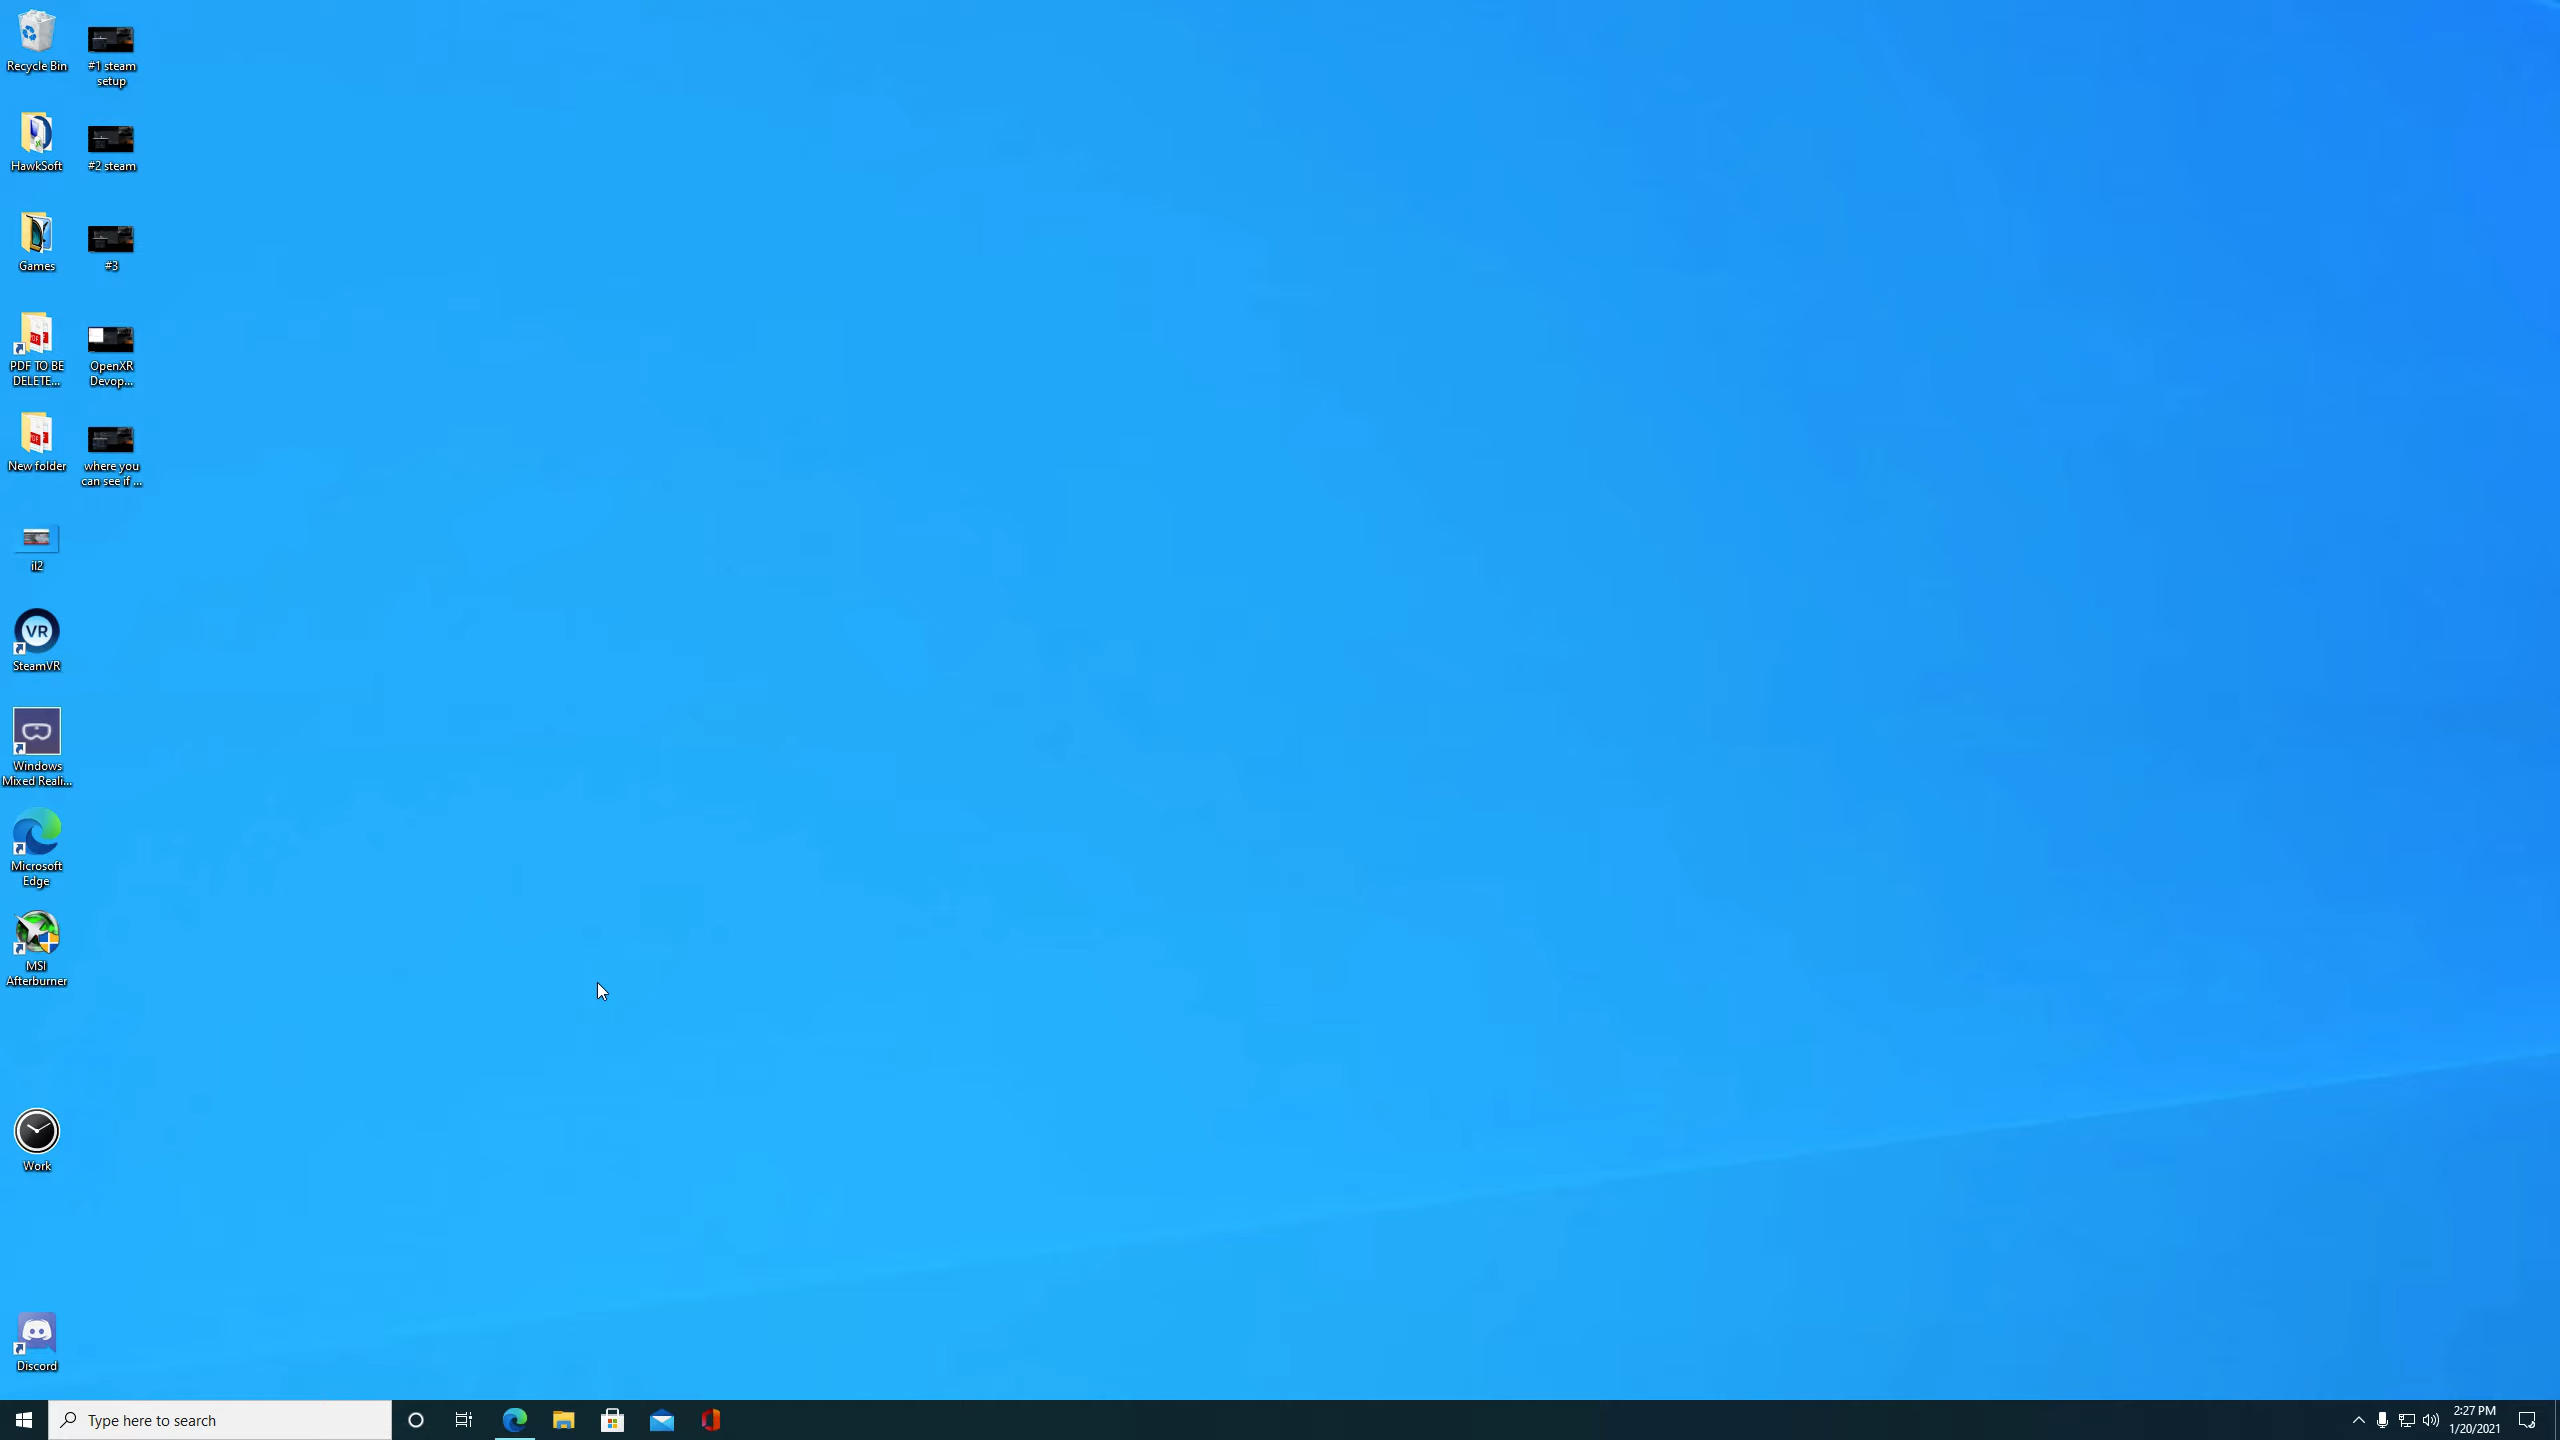 Recycle Bin
#1 steam
setup
HawkSoft
#2 steam
Games
#3
PDF TO BE
DELETE...
OpenXR
Devop...
New folder
where you
can see if ...
il2
VR
SteamVR
Windows
Mixed Reali...
Microsoft
Edge
MSI
Afterburner
Work
Discord
Type here to search
2:27 PM
1/20/2021